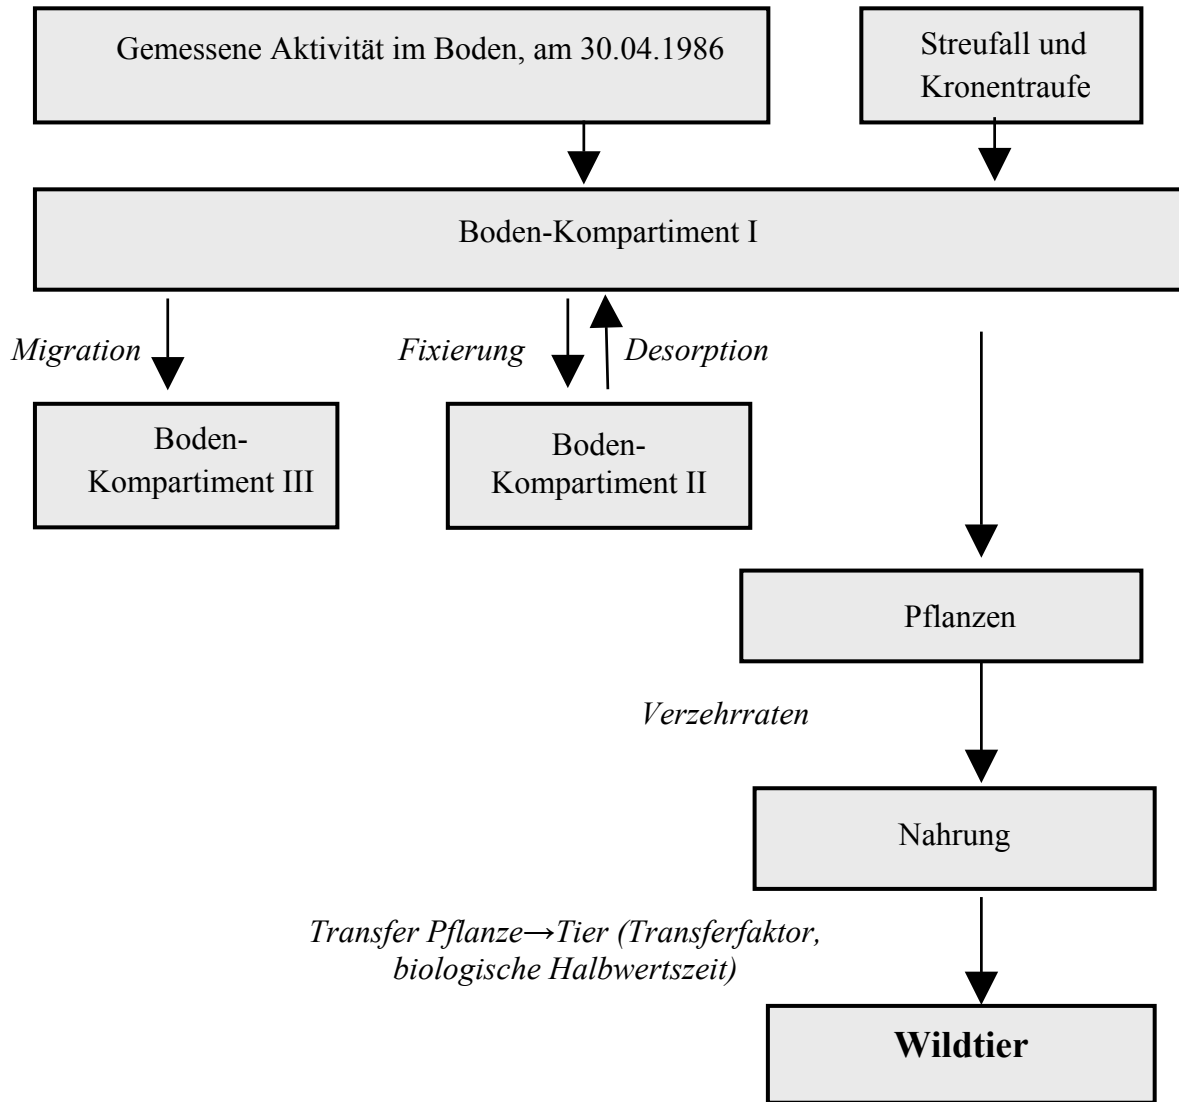 Gemessene Aktivität im Boden, am 30.04.1986
Streufall und
Kronentraufe
Boden-Kompartiment I
Migration
Fixierung
Desorption
Boden-
Kompartiment III
Boden-
Kompartiment II
Pflanzen
Verzehrraten
Nahrung
Transfer Pflanze→Tier (Transferfaktor,
biologische Halbwertszeit)
Wildtier